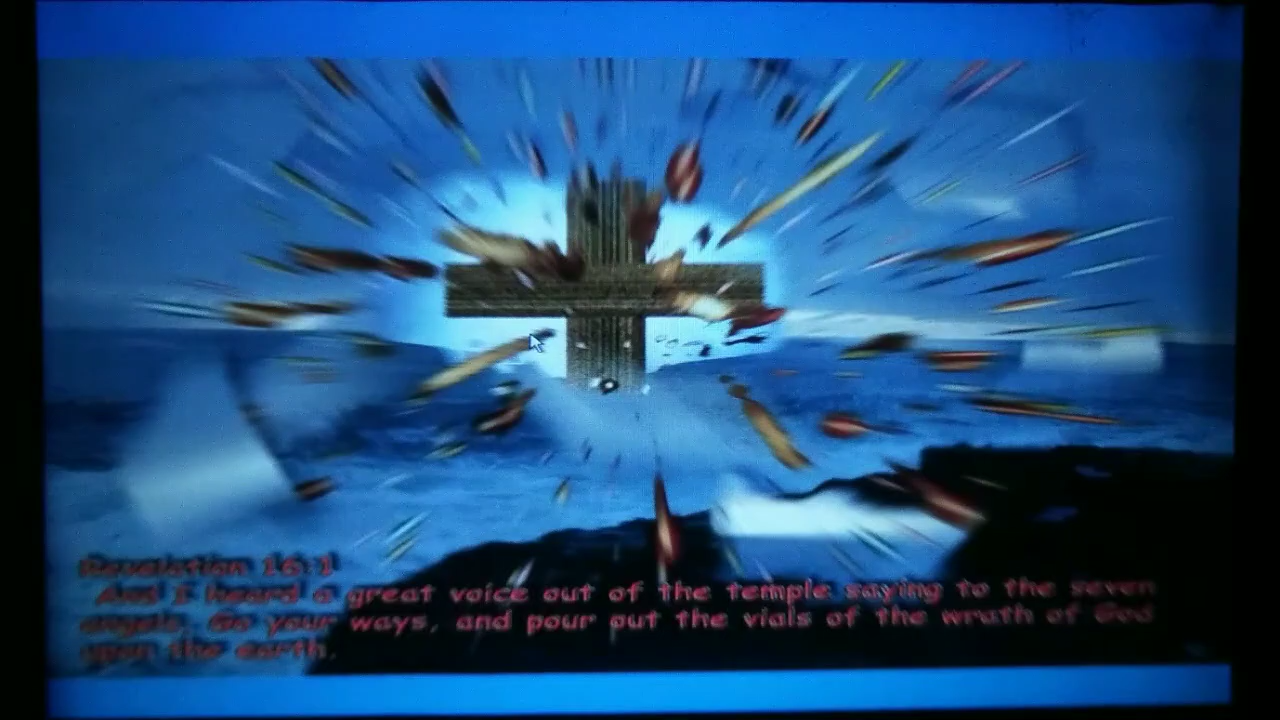 Revelation 16:1
And I heard a great voice out of the temple saying to the seven
angels, Go your ways, and pour out the vials of the wrath of God
upon the earth.